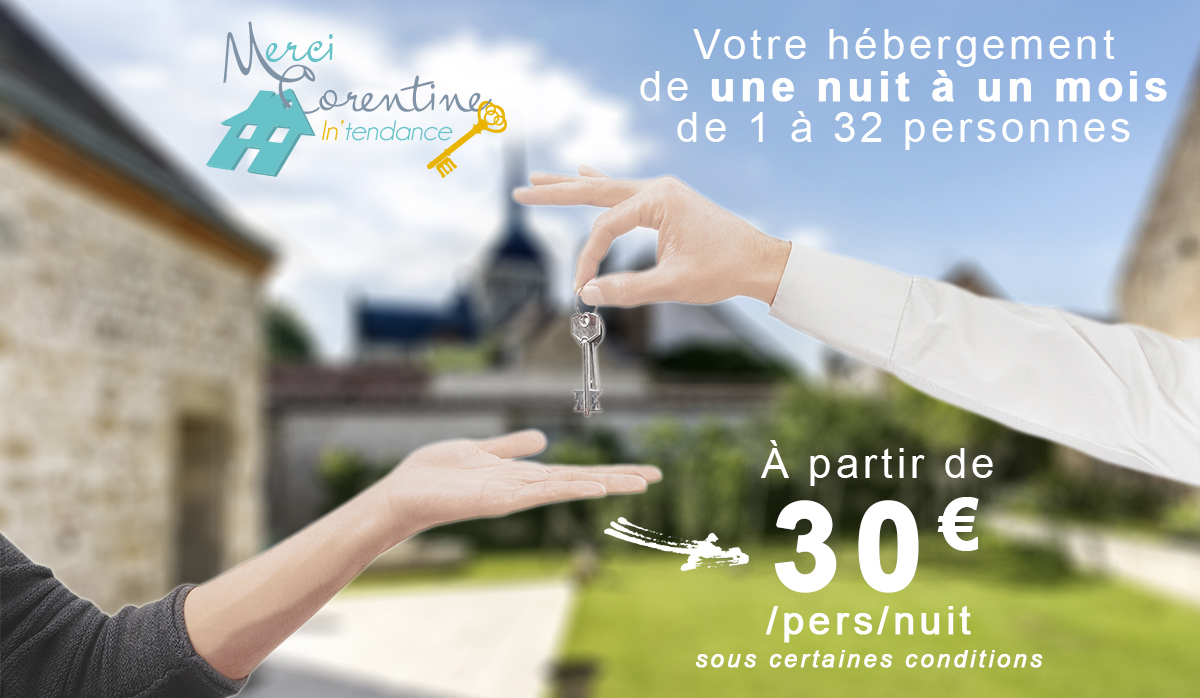 Merci
Corentine
In'tendance
Votre hébergement
de une nuit à un mois
de 1 à 32 personnes
À partir de
30€
/pers/nuit
sous certaines conditions